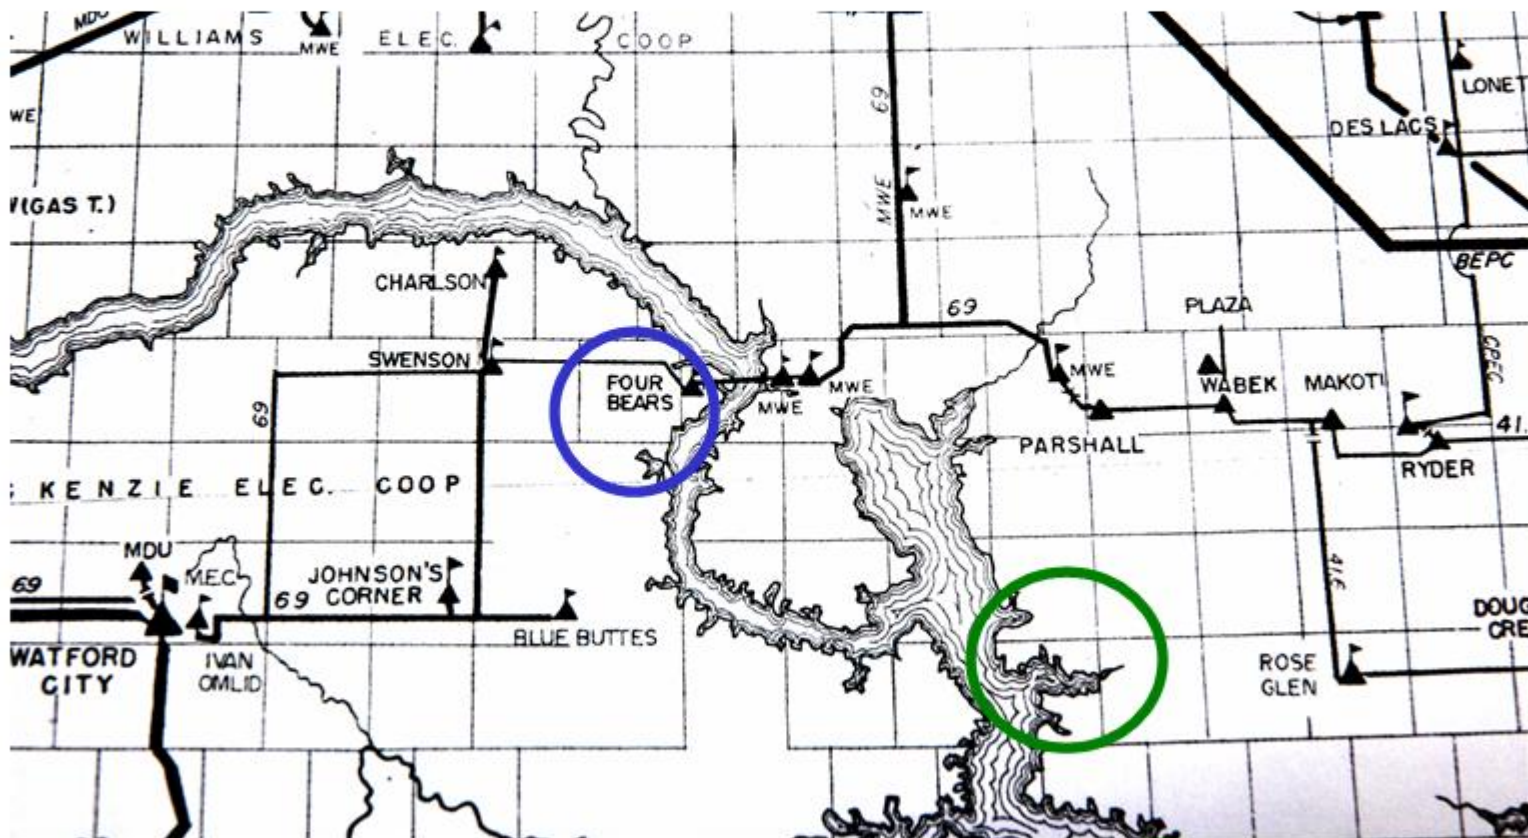 MDU
WILLIAMS ELEC. COOP
MWE
WE
69
LONET
DES LACS
(GAS T.)
MWE
MWE
BEPC
CHARLSON
69
PLAZA
SWENSON
FOUR
BEARS
MWE
MWE
MWE
WABEK
MAKOTI
69
PARSHALL
41.
RYDER
KENZIE ELEC. COOP
MDU
M.E.C.
69
69
JOHNSON'S
CORNER
41.6
BLUE BUTTES
DOUG
CRE
WATFORD
CITY
IVAN
OMLID
ROSE
GLEN